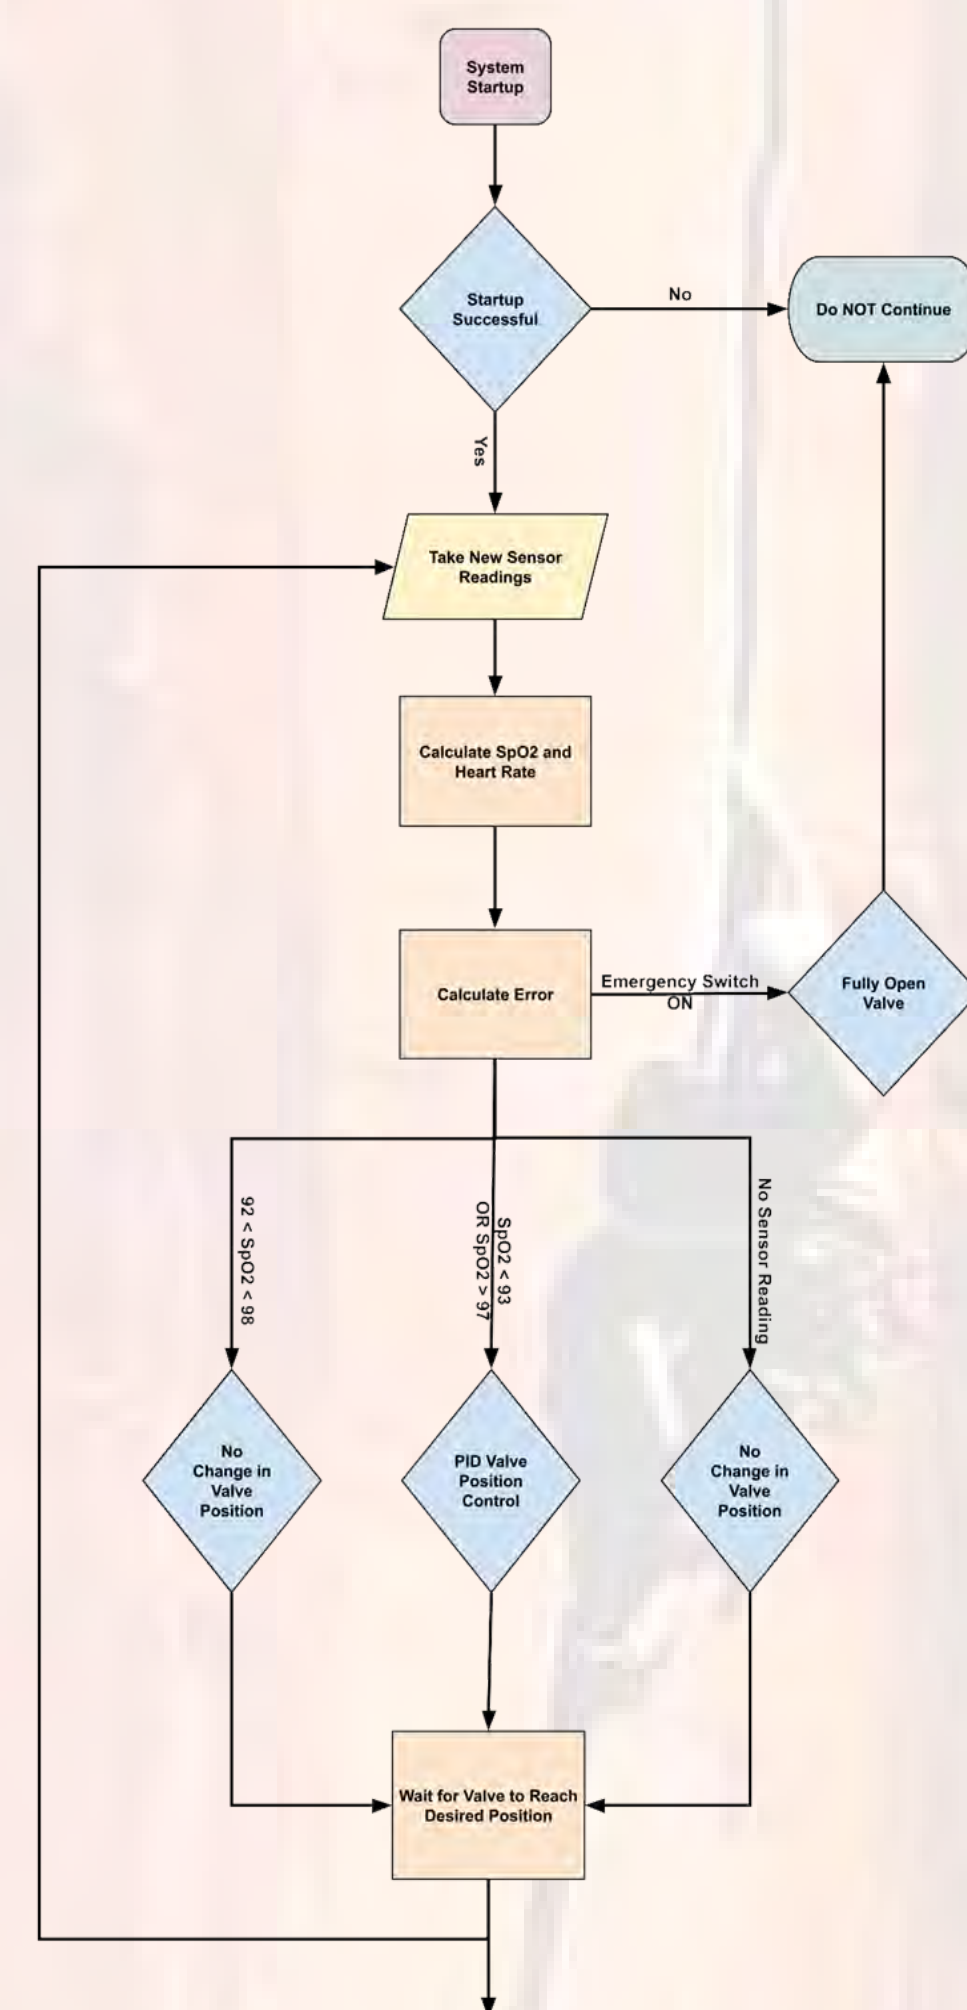 System
Startup
Startup
Successful
No
Do NOT Continue
Yes
Take New Sensor
Readings
Calculate SpO2 and
Heart Rate
Calculate Error
Emergency Switch
ON
Fully Open
Valve
92 < SpO2 < 98
SpO2 < 93
OR SpO2 > 97
No Sensor Reading
No
Change in
Valve
Position
PID Valve
Position
Control
No
Change in
Valve
Position
Wait for Valve to Reach
Desired Position